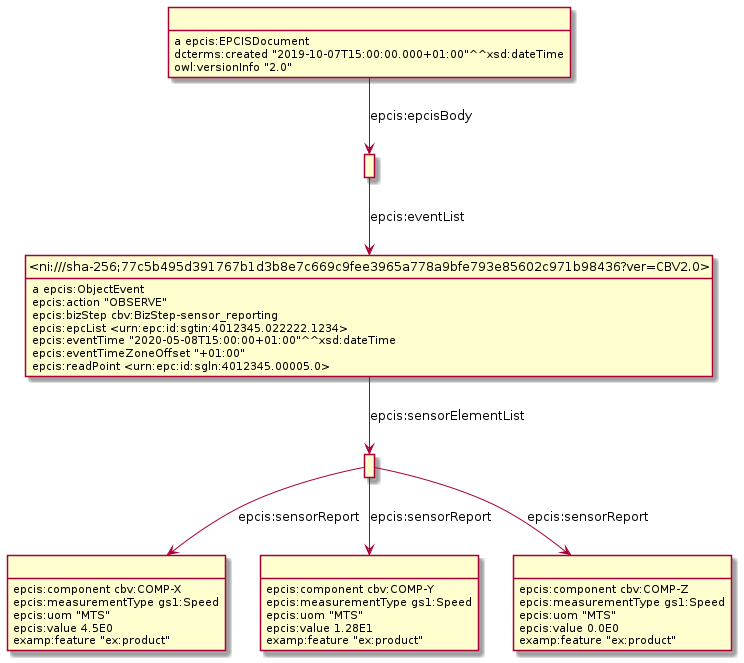 a epcis:EPCISDocument
dcterms:created "2019-10-07T15:00:00.000+01:00"^^xsd:dateTime
owl:versionInfo "2.0"
epcis:epcisBody
epcis:eventList
<ni:///sha-256;77c5b495d391767b1d3b8e7c669c9fee3965a778a9bfe793e85602c971b98436?ver=CBV2.0>
a epcis:ObjectEvent
epcis:action "OBSERVE"
epcis:bizStep cbv:BizStep-sensor_reporting
epcis:epcList <urn:epc:id:sgtin:4012345.022222.1234>
epcis:eventTime "2020-05-08T15:00:00+01:00"^^xsd:dateTime
epcis:eventTimeZoneOffset "+01:00"
epcis:readPoint <urn:epc:id:sgln:4012345.00005.0>
epcis:sensorElementList
epcis:sensorReport
epcis:sensorReport
epcis:sensorReport
epcis:component cbv:COMP-X
epcis:measurementType gs1:Speed
epcis:uom "MTS"
epcis:value 4.5E0
examp:feature "ex:product"
epcis:component cbv:COMP-Y
epcis:measurementType gs1:Speed
epcis:uom "MTS"
epcis:value 1.28E1
examp:feature "ex:product"
epcis:component cbv:COMP-Z
epcis:measurementType gs1:Speed
epcis:uom "MTS"
epcis:value 0.0E0
examp:feature "ex:product"